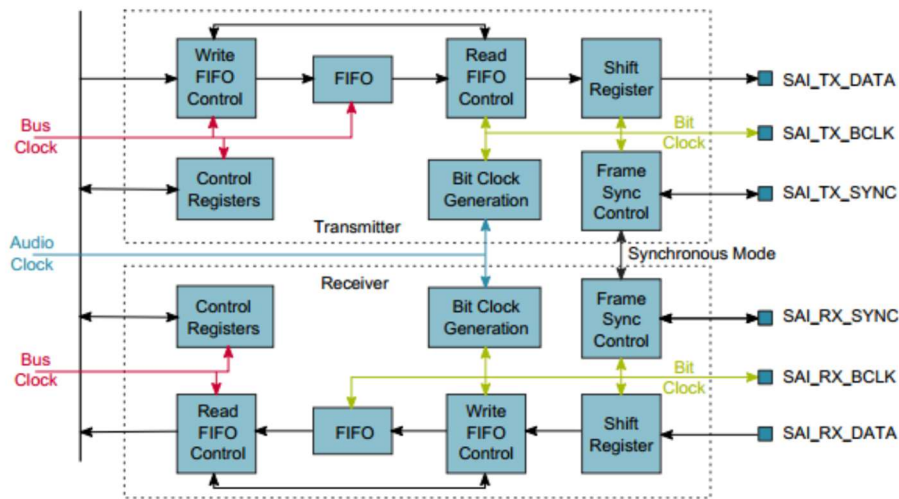 Write
FIFO
Control
FIFO
Read
FIFO
Control
Shift
Register
SAI_TX_DATA
Bus
Clock
Bit
Clock
SAI_TX_BCLK
Control
Registers
Bit Clock
Generation
Frame
Sync
Control
SAI_TX_SYNC
Transmitter
Audio
Clock
Synchronous Mode
Receiver
Control
Registers
Bit Clock
Generation
Frame
Sync
Control
SAI_RX_SYNC
Bus
Clock
Bit
Clock
SAI_RX_BCLK
Read
FIFO
Control
FIFO
Write
FIFO
Control
Shift
Register
SAI_RX_DATA